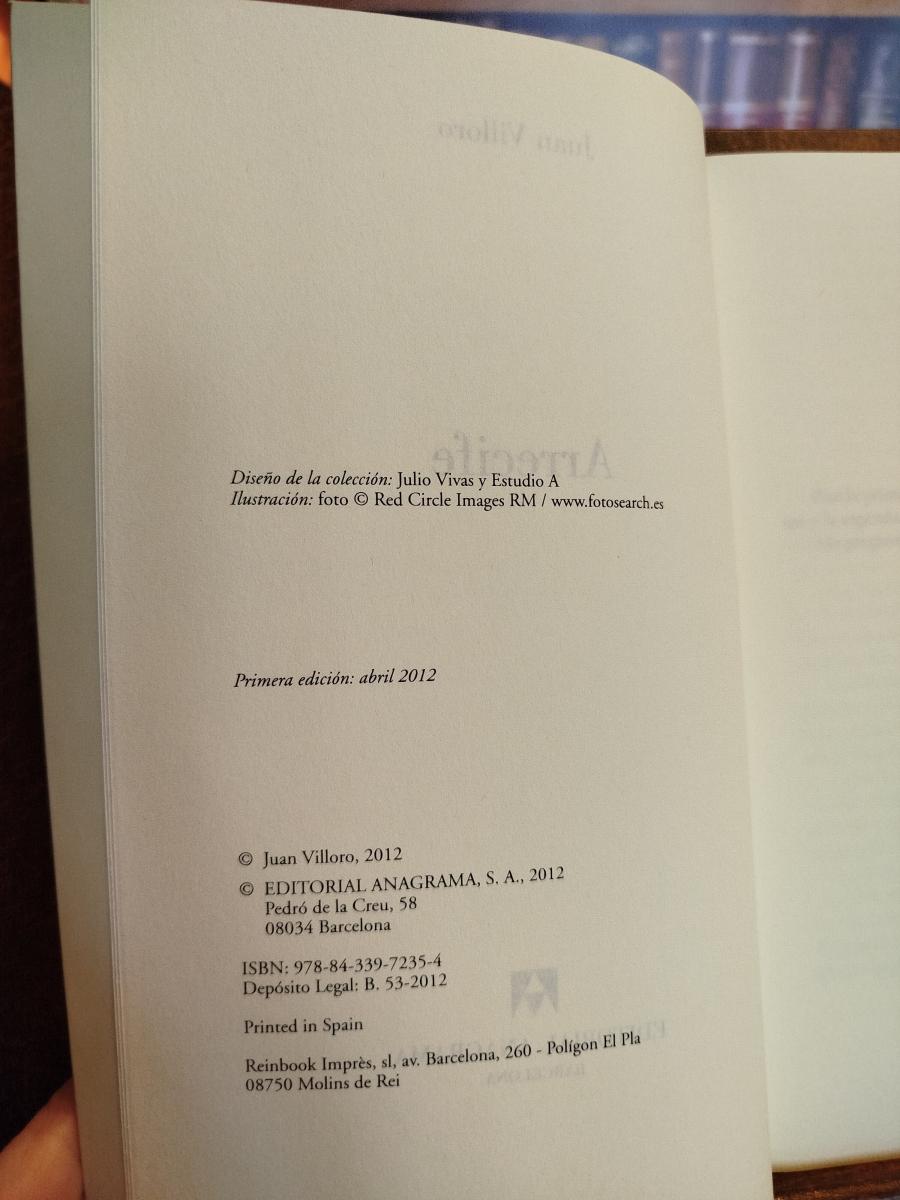 Juan Villoro
Arrecife
Diseño de la colección: Julio Vivas y Estudio A
Ilustración: foto © Red Circle Images RM / www.fotosearch.es
Primera edición: abril 2012
© Juan Villoro, 2012
© EDITORIAL ANAGRAMA, S. A., 2012
Pedró de la Creu, 58
08034 Barcelona
ISBN: 978-84-339-7235-4
Depósito Legal: B. 53-2012
Printed in Spain
Reinbook Imprès, sl, av. Barcelona, 260 - Polígon El Pla
08750 Molins de Rei